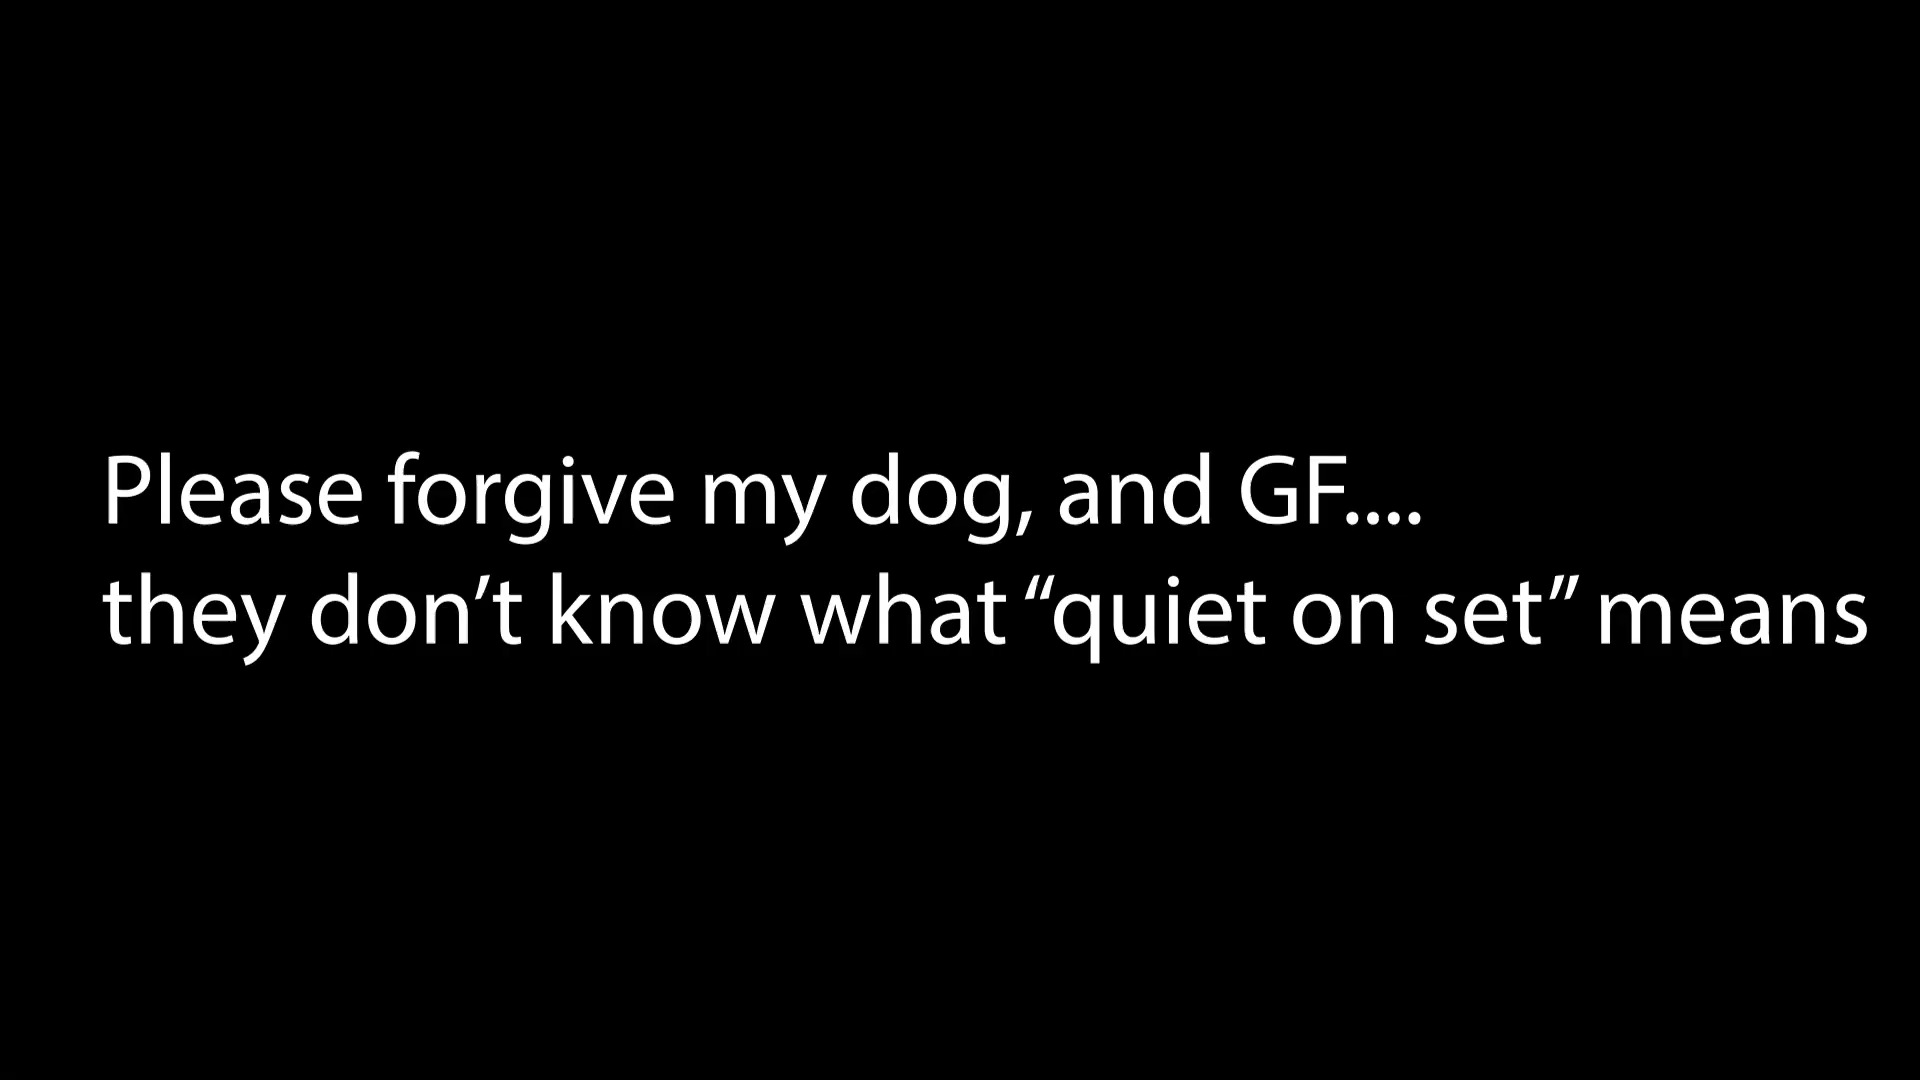 Please forgive my dog, and GF....
they don’t know what “quiet on set” means